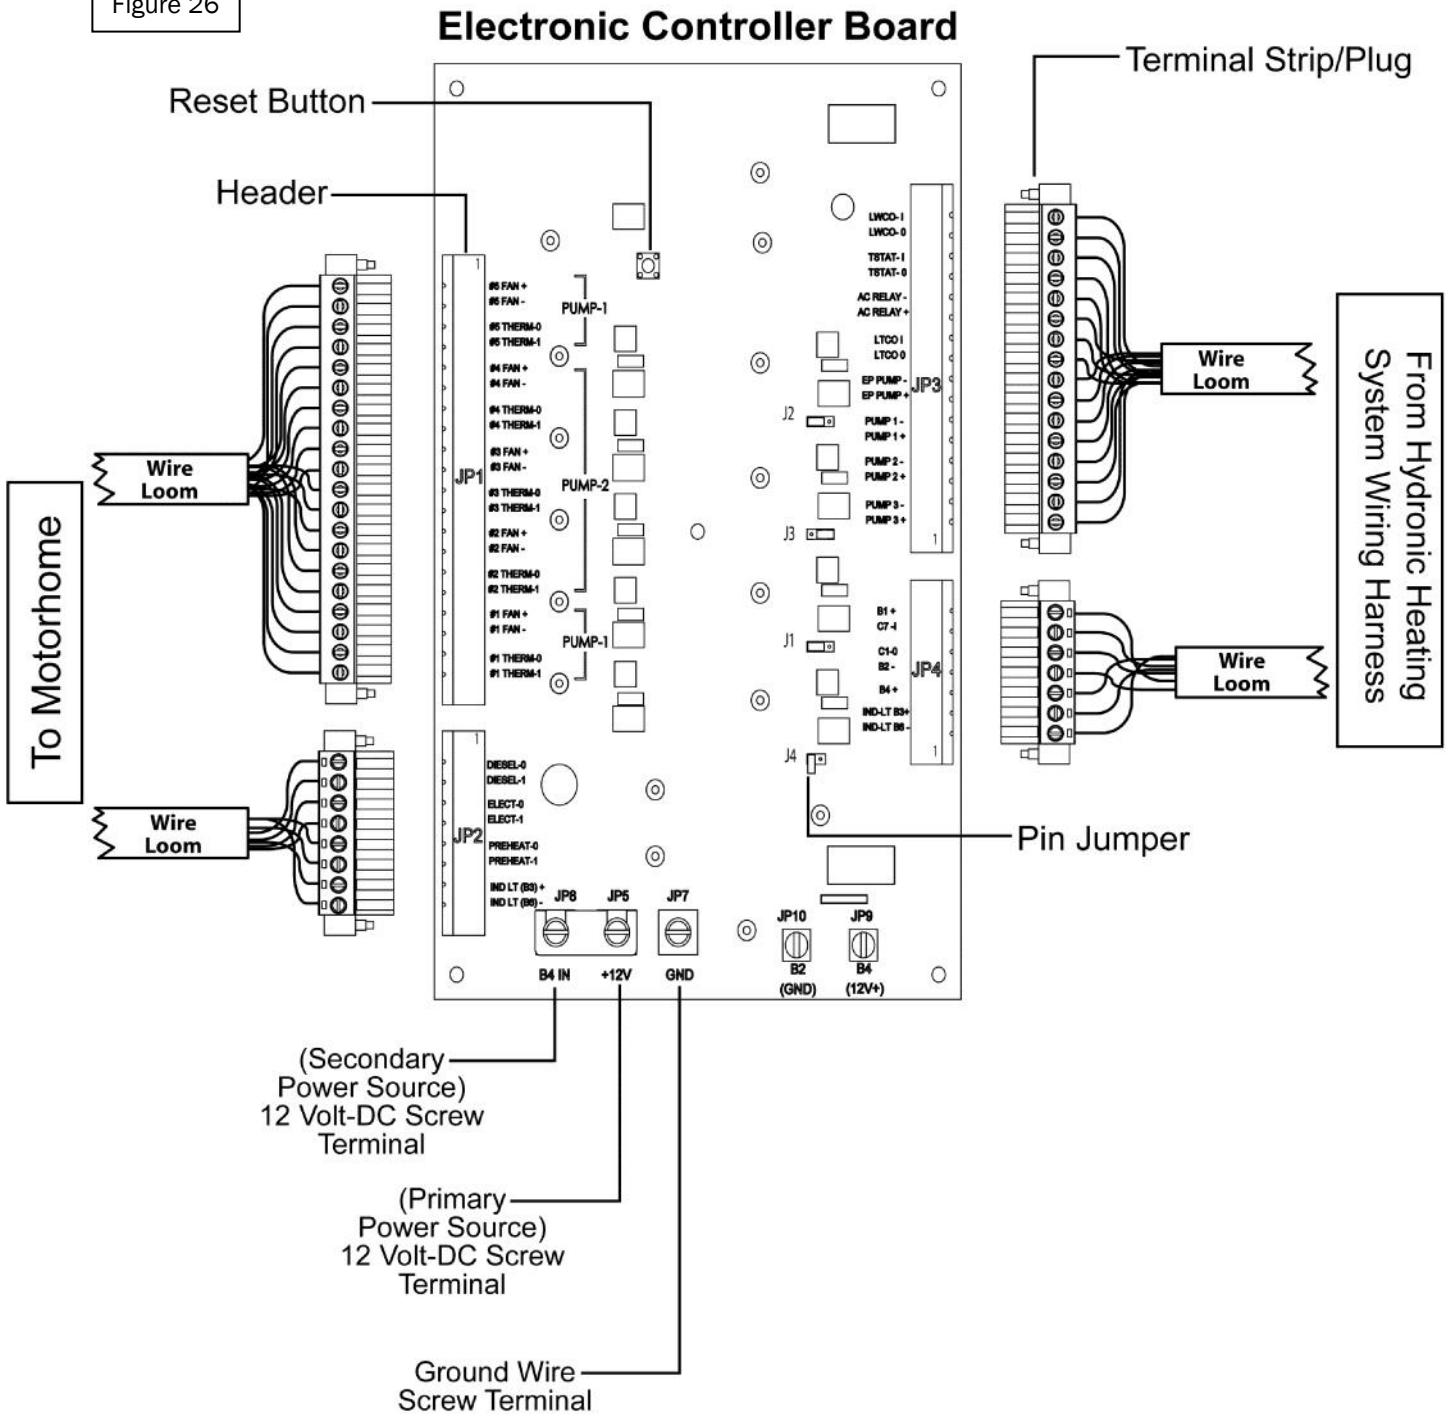 Figure 26
Electronic Controller Board
Terminal Strip/Plug
Reset Button
Header
To Motorhome
Wire
Loom
Wire
Loom
JP1
1
#5 FAN +
#5 FAN -
#5 THERM-0
#5 THERM-1
#4 FAN +
#4 FAN -
#4 THERM-0
#4 THERM-1
#3 FAN +
#3 FAN -
#3 THERM-0
#3 THERM-1
#2 FAN +
#2 FAN -
#2 THERM-0
#2 THERM-1
#1 FAN +
#1 FAN -
#1 THERM-0
#1 THERM-1
PUMP-1
PUMP-2
PUMP-1
JP2
1
DIESEL-0
DIESEL-1
ELECT-0
ELECT-1
PREHEAT-0
PREHEAT-1
IND LT (B3) +
IND LT (B6) -
LWCO- I
LWCO- 0
TSTAT- I
TSTAT- 0
AC RELAY -
AC RELAY +
LTCO I
LTCO 0
EP PUMP -
EP PUMP +
PUMP 1 -
PUMP 1 +
PUMP 2 -
PUMP 2 +
PUMP 3 -
PUMP 3 +
JP3
1
J2
J3
J1
J4
B1 +
C7 -I
C1-0
B2 -
B4 +
IND-LT B3+
IND-LT B6 -
JP4
1
Wire
Loom
Wire
Loom
From Hydronic Heating
System Wiring Harness
Pin Jumper
JP5
JP7
JP10
JP9
B4 IN
+12V
GND
B2
(GND)
B4
(12V+)
(Secondary
Power Source)
12 Volt-DC Screw
Terminal
(Primary
Power Source)
12 Volt-DC Screw
Terminal
Ground Wire
Screw Terminal